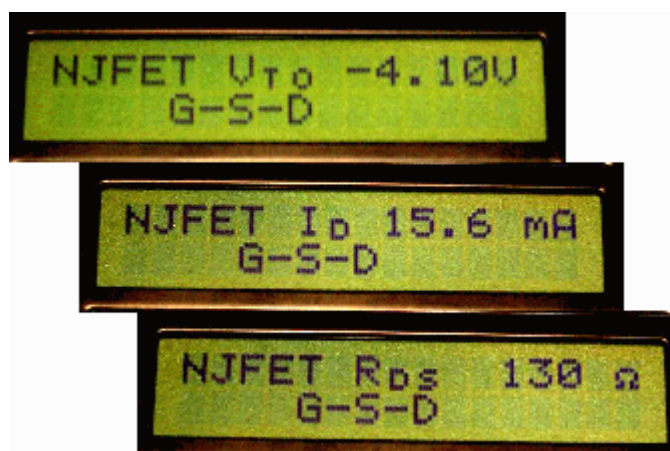 NJFET VTO -4.10V
G-S-D
NJFET ID 15.6 mA
G-S-D
NJFET RDS 130 Ω
G-S-D